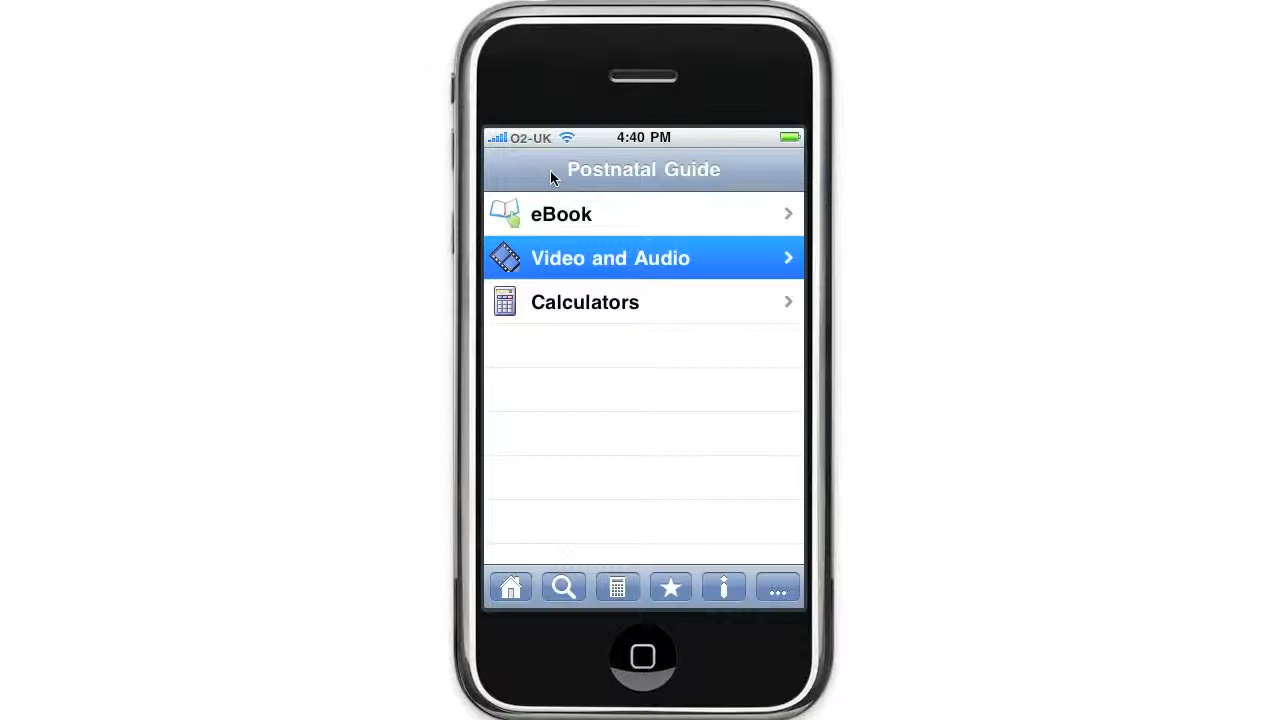 O2-UK 4:40 PM
Postnatal Guide
eBook
Video and Audio
Calculators
...